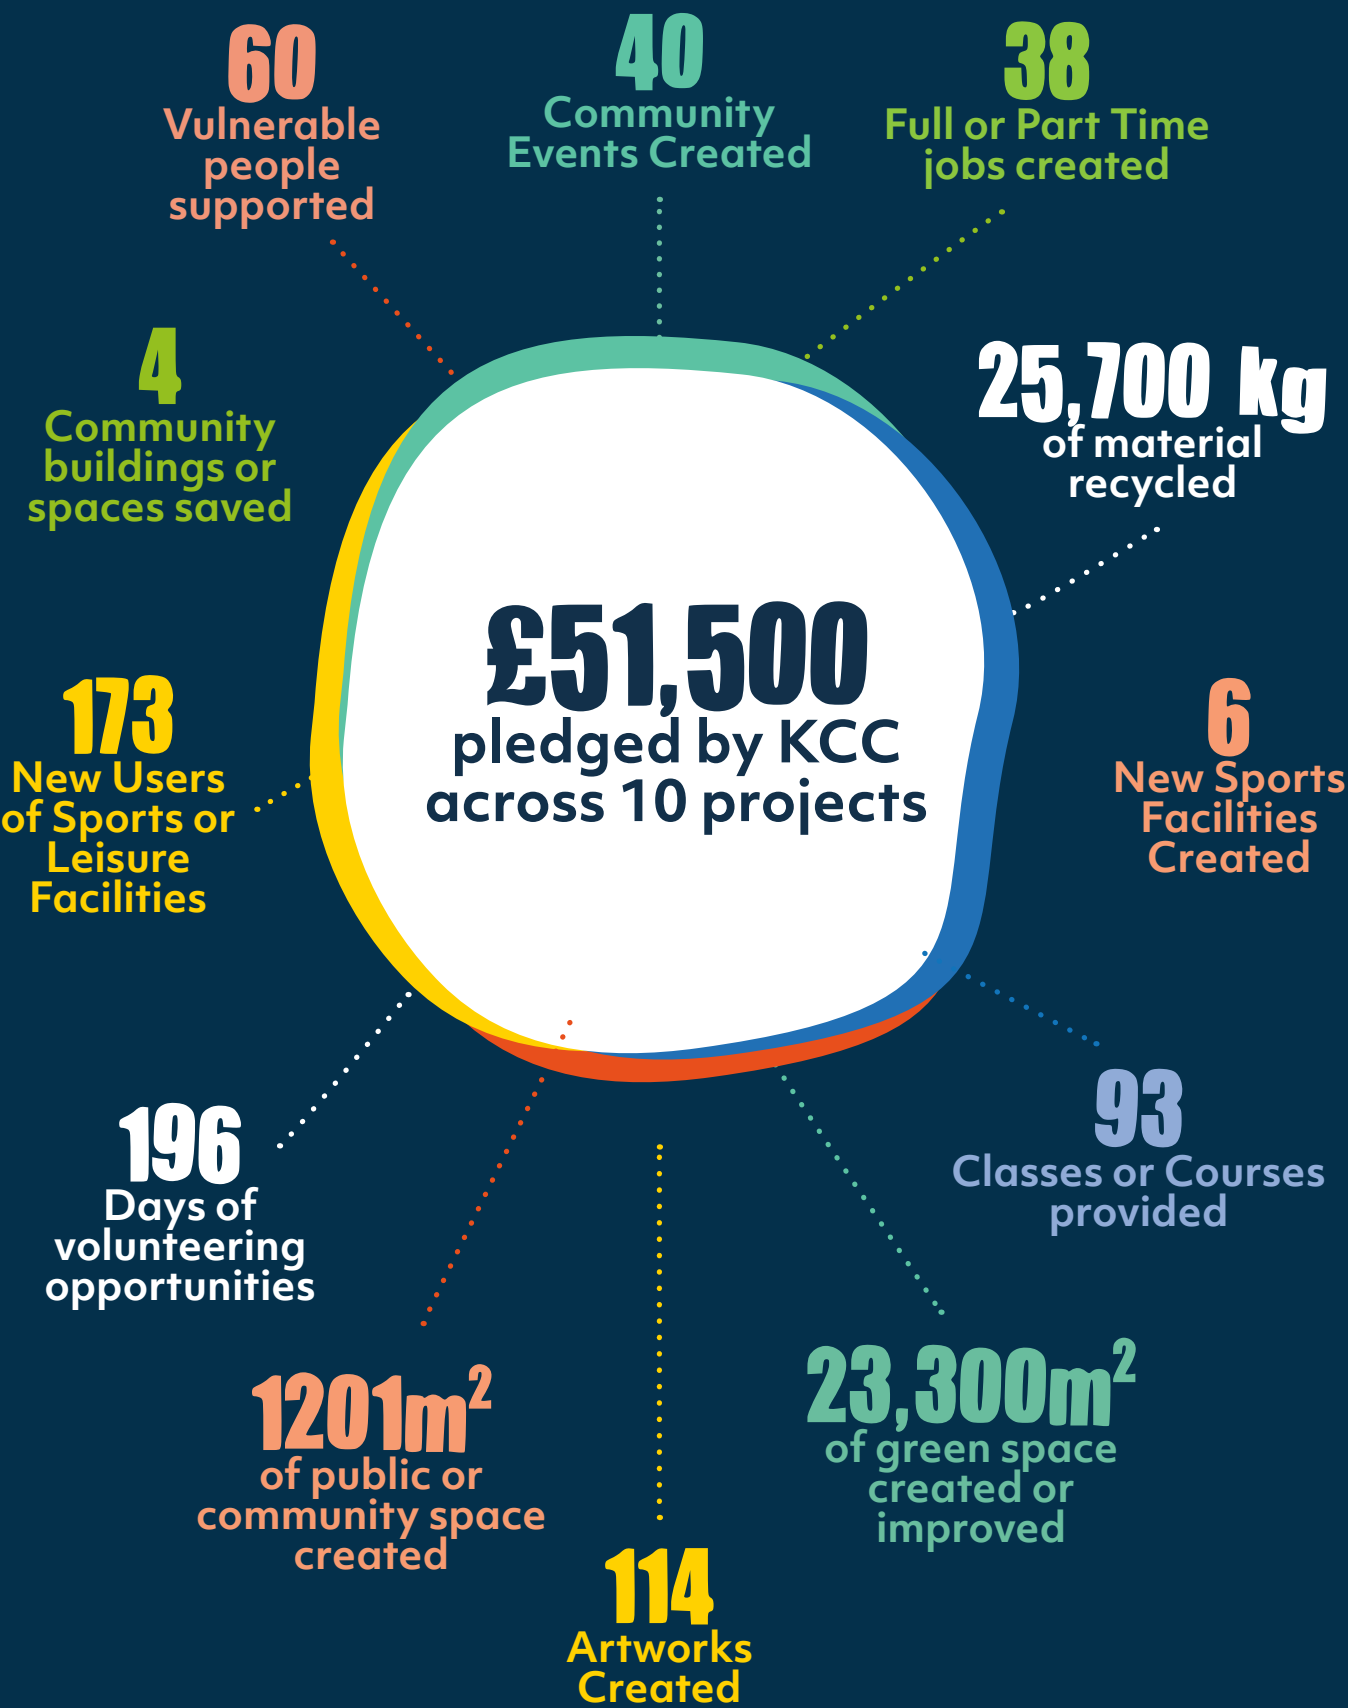 60
Vulnerable
people
supported
40
Community
Events Created
38
Full or Part Time
jobs created
4
Community
buildings or
spaces saved
25,700 kg
of material
recycled
£51,500
pledged by KCC
across 10 projects
173
New Users
of Sports or
Leisure
Facilities
6
New Sports
Facilities
Created
196
Days of
volunteering
opportunities
93
Classes or Courses
provided
1201m²
of public or
community space
created
23,300m²
of green space
created or
improved
114
Artworks
Created